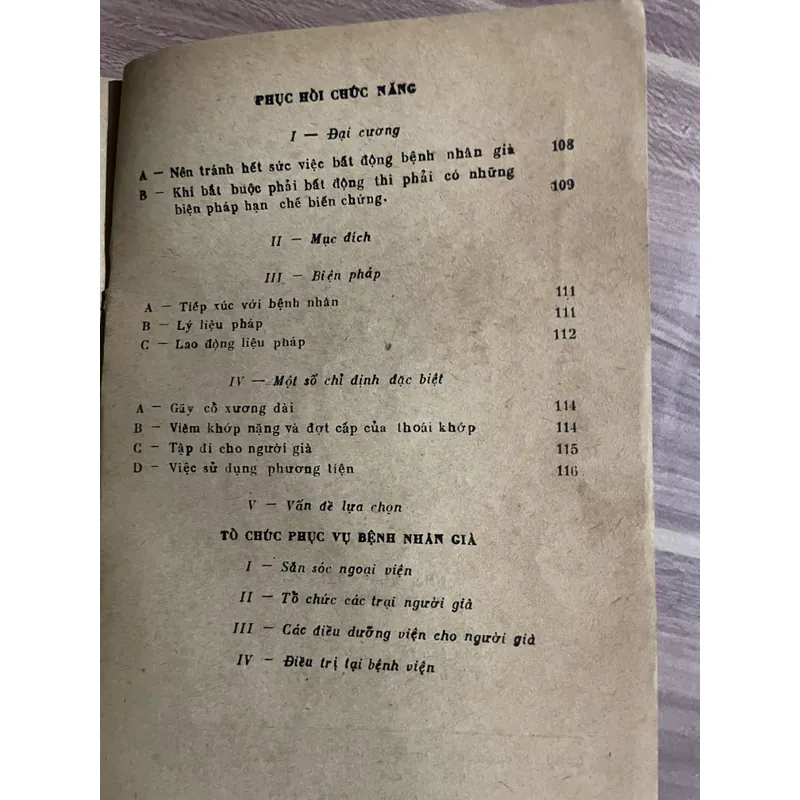 PHỤC HỒI CHỨC NĂNG
I — Đại cương
A — Nên tránh hết sức việc bất động bệnh nhân già 108
B — Khi bắt buộc phải bất động thì phải có những 109
biện pháp hạn chế biến chứng.
II — Mục đích
III — Biện pháp
A — Tiếp xúc với bệnh nhân 111
B — Lý liệu pháp 111
C — Lao động liệu pháp 112
IV — Một số chỉ định đặc biệt
A — Gãy cổ xương dài 114
B — Viêm khớp nặng và đợt cấp của thoái khớp 114
C — Tập đi cho người già 115
D — Việc sử dụng phương tiện 116
V — Vấn đề lựa chọn
TỔ CHỨC PHỤC VỤ BỆNH NHÂN GIÀ
I — Săn sóc ngoại viện
II — Tổ chức các trại người già
III — Các điều dưỡng viện cho người già
IV — Điều trị tại bệnh viện